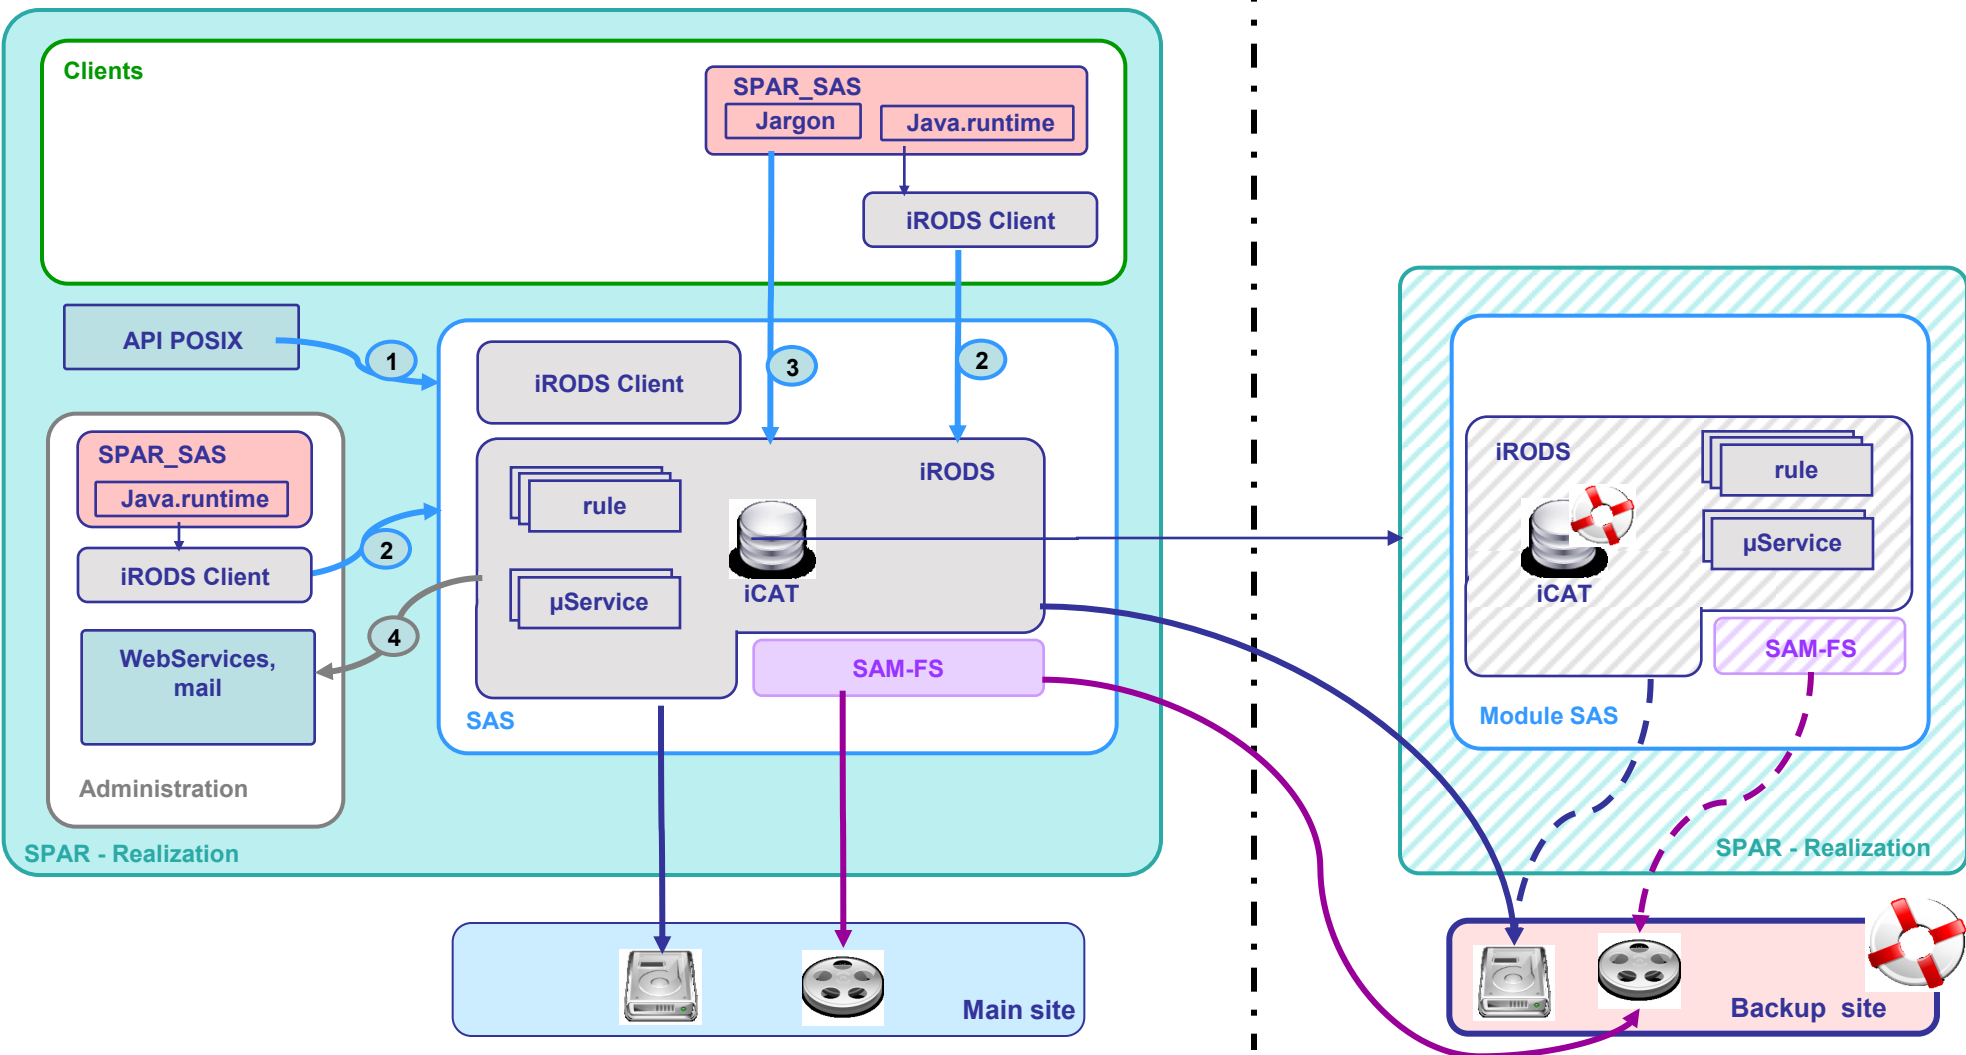 Clients
SPAR_SAS
Jargon
Java.runtime
iRODS Client
API POSIX
1
3
2
iRODS Client
SPAR_SAS
Java.runtime
iRODS Client
2
iRODS
rule
µService
iCAT
4
WebServices,
mail
SAM-FS
SAS
Administration
SPAR - Realization
Main site
iRODS
rule
µService
iCAT
SAM-FS
Module SAS
SPAR - Realization
Backup site